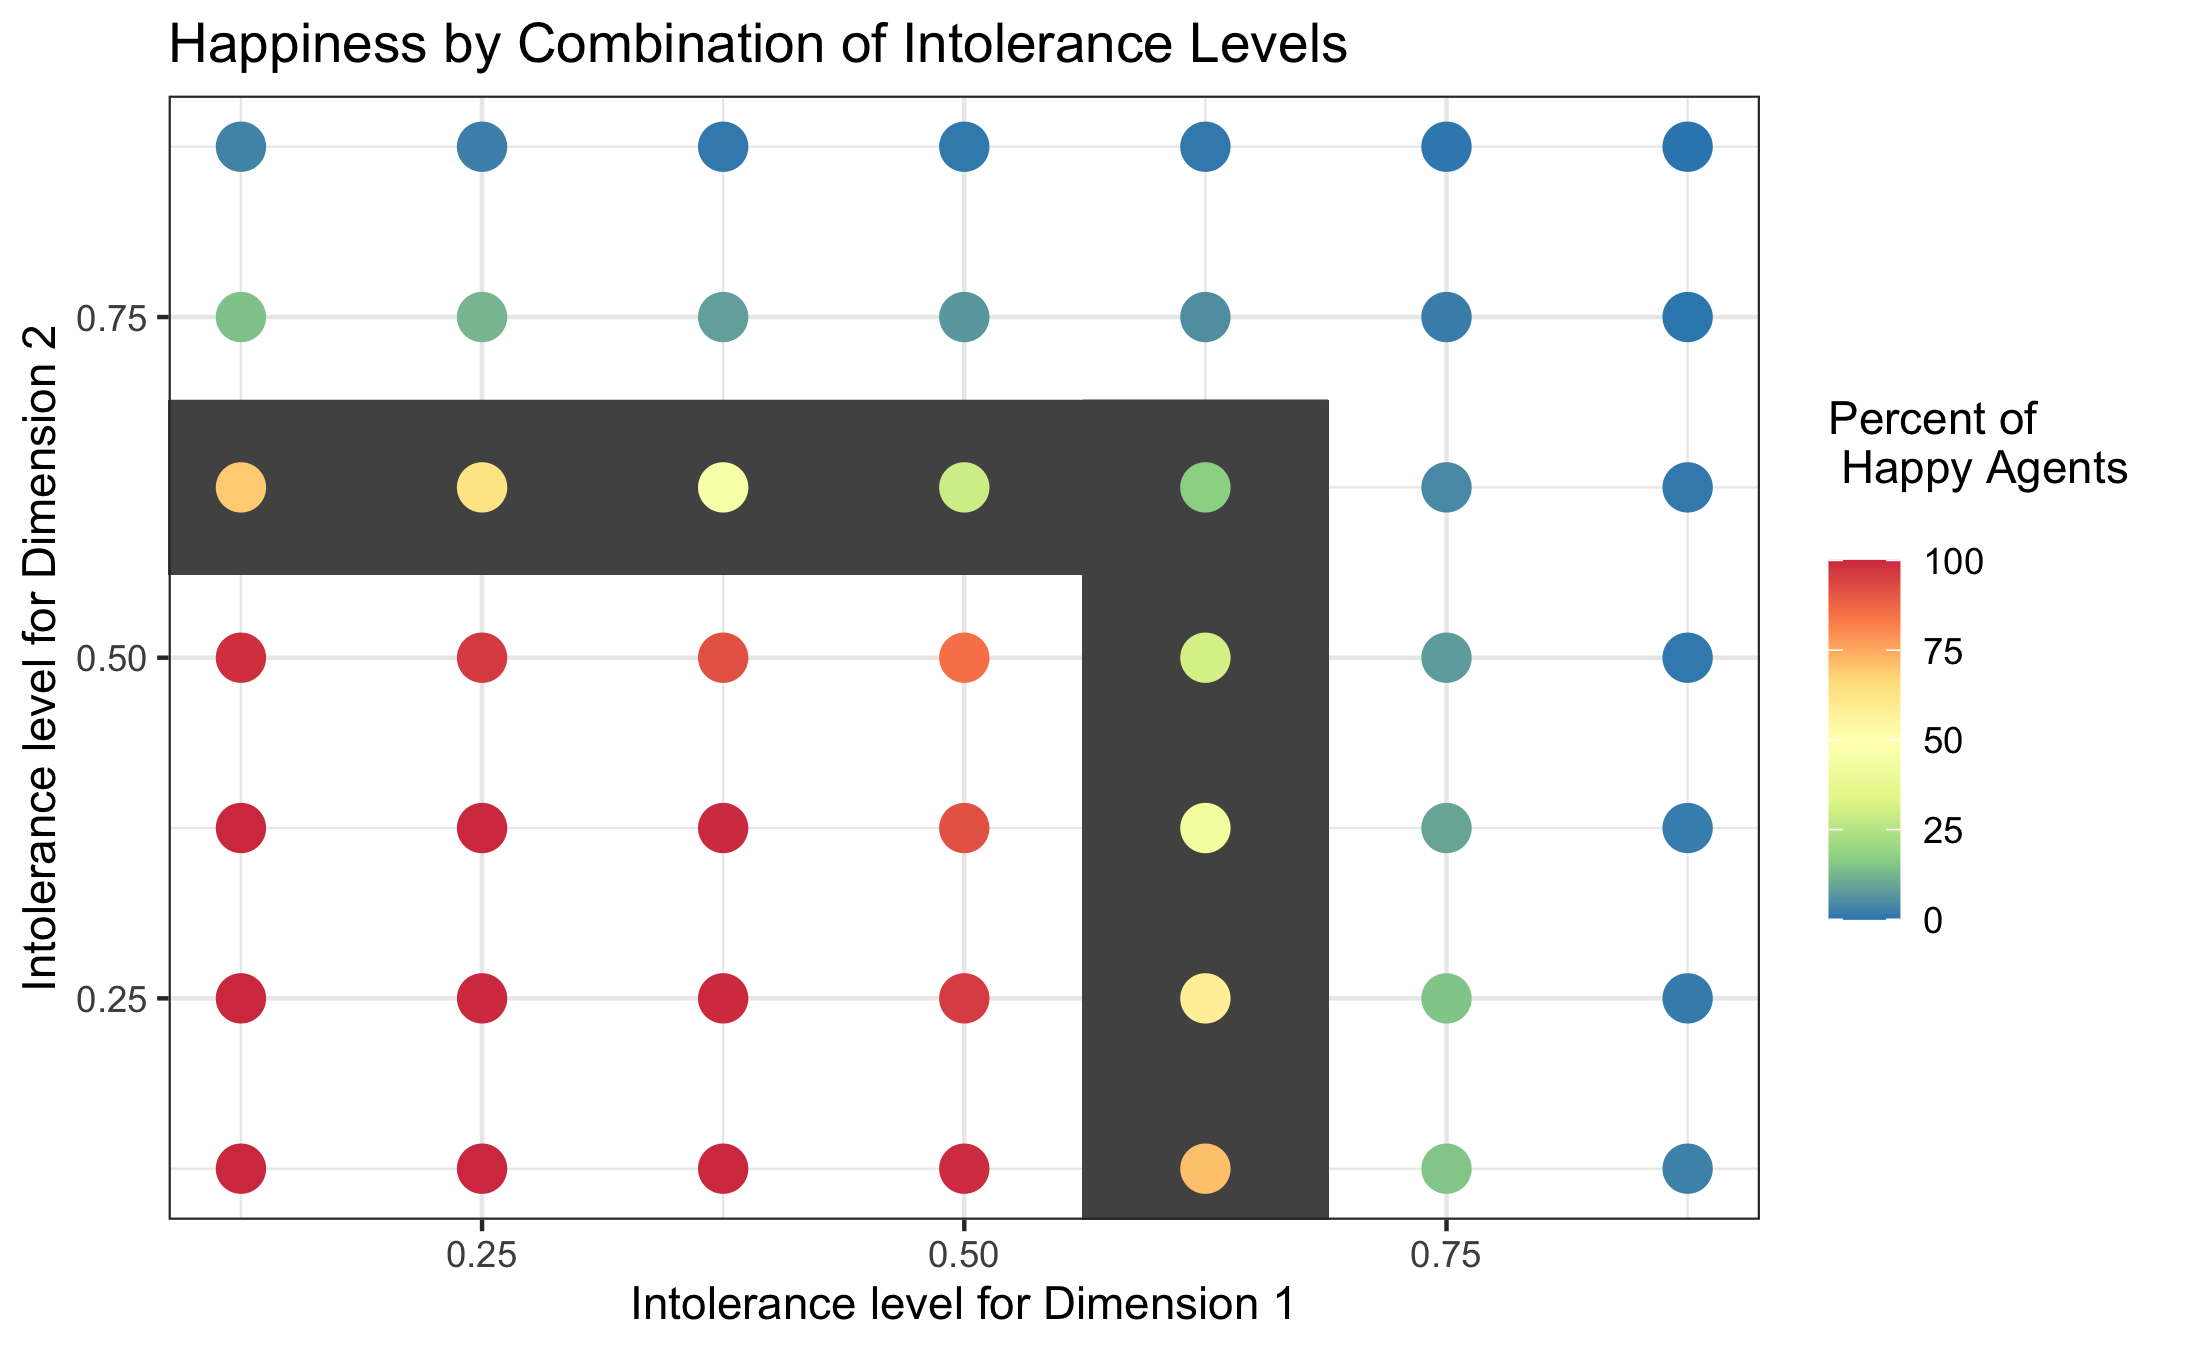 Happiness by Combination of Intolerance Levels
Intolerance level for Dimension 2
0.75
0.50
0.25
0.25 0.50 0.75
Intolerance level for Dimension 1
Percent of
Happy Agents
100
75
50
25
0